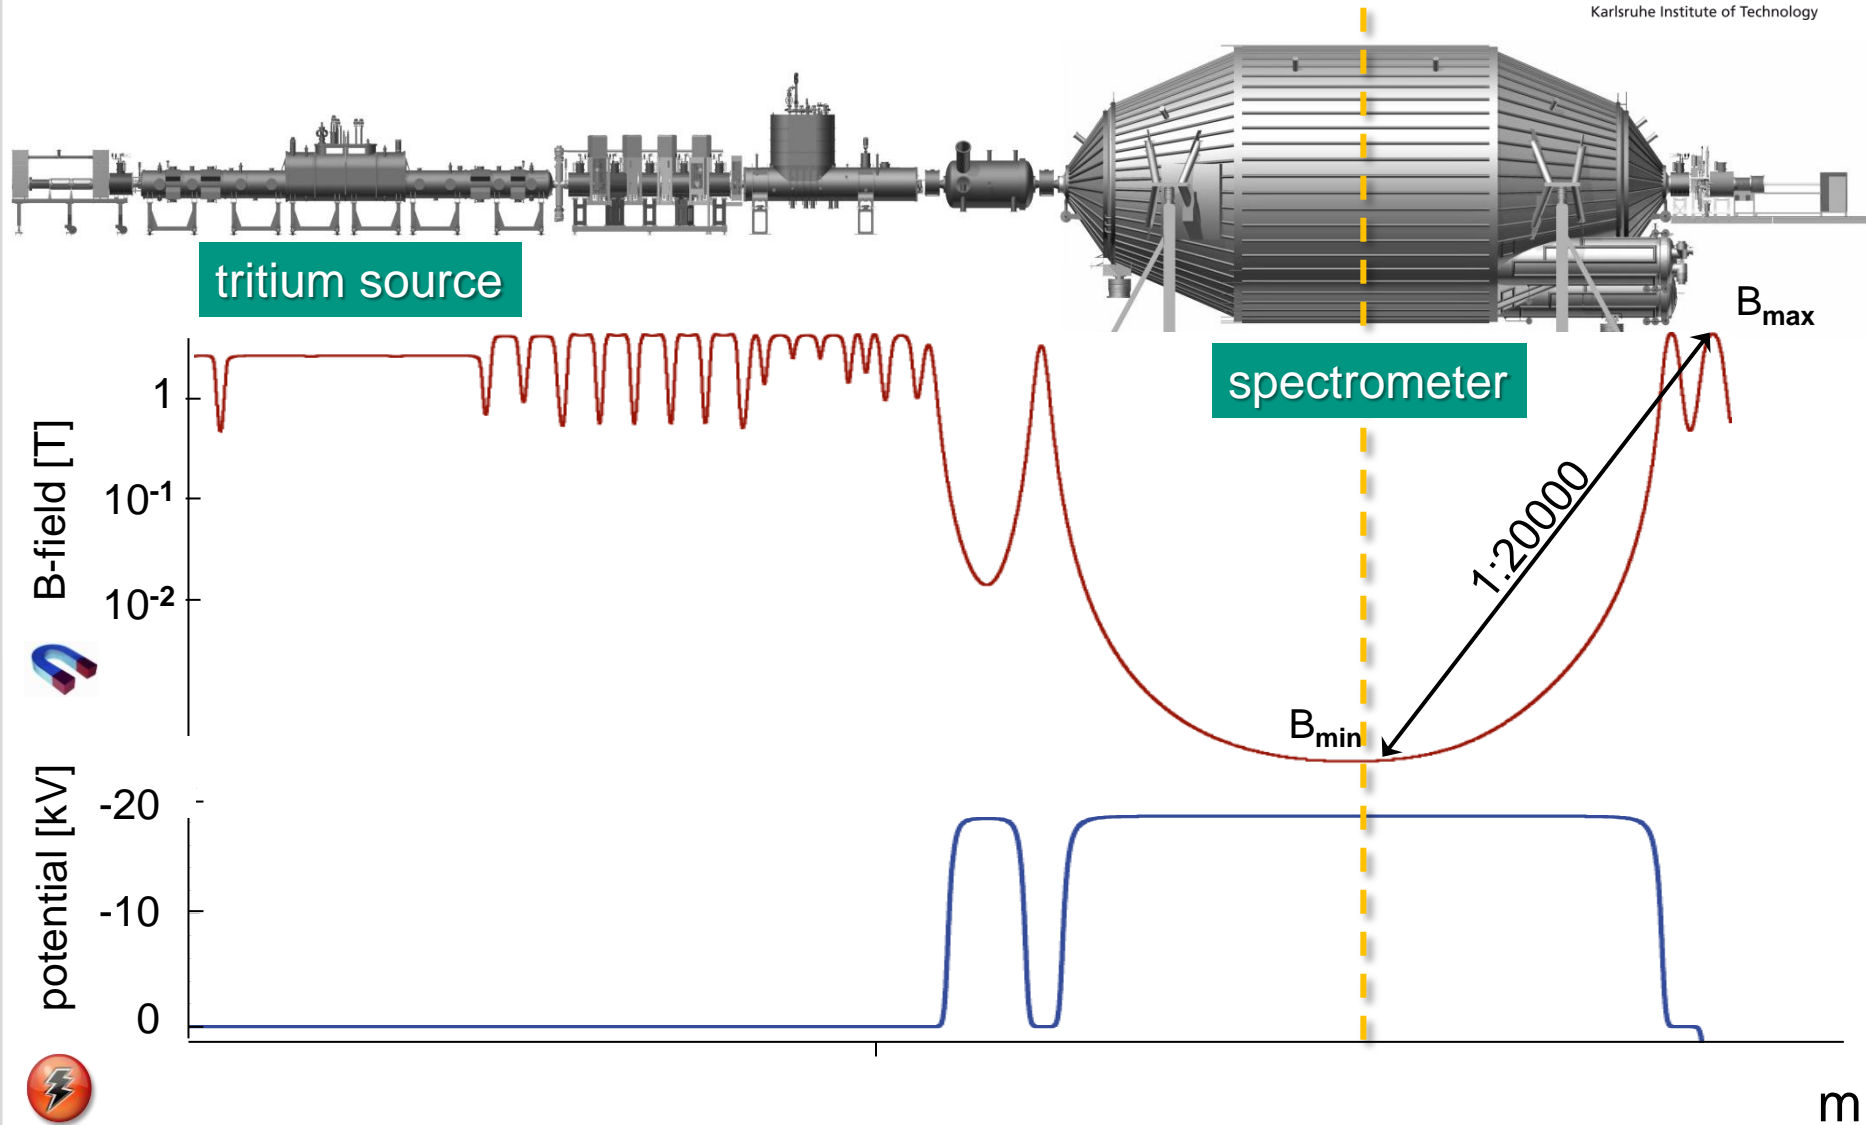 Karlsruhe Institute of Technology
tritium source
Bmax
spectrometer
1
B-field [T]
10-1
1:20000
10-2
Bmin
potential [kV]
-20
-10
0
m